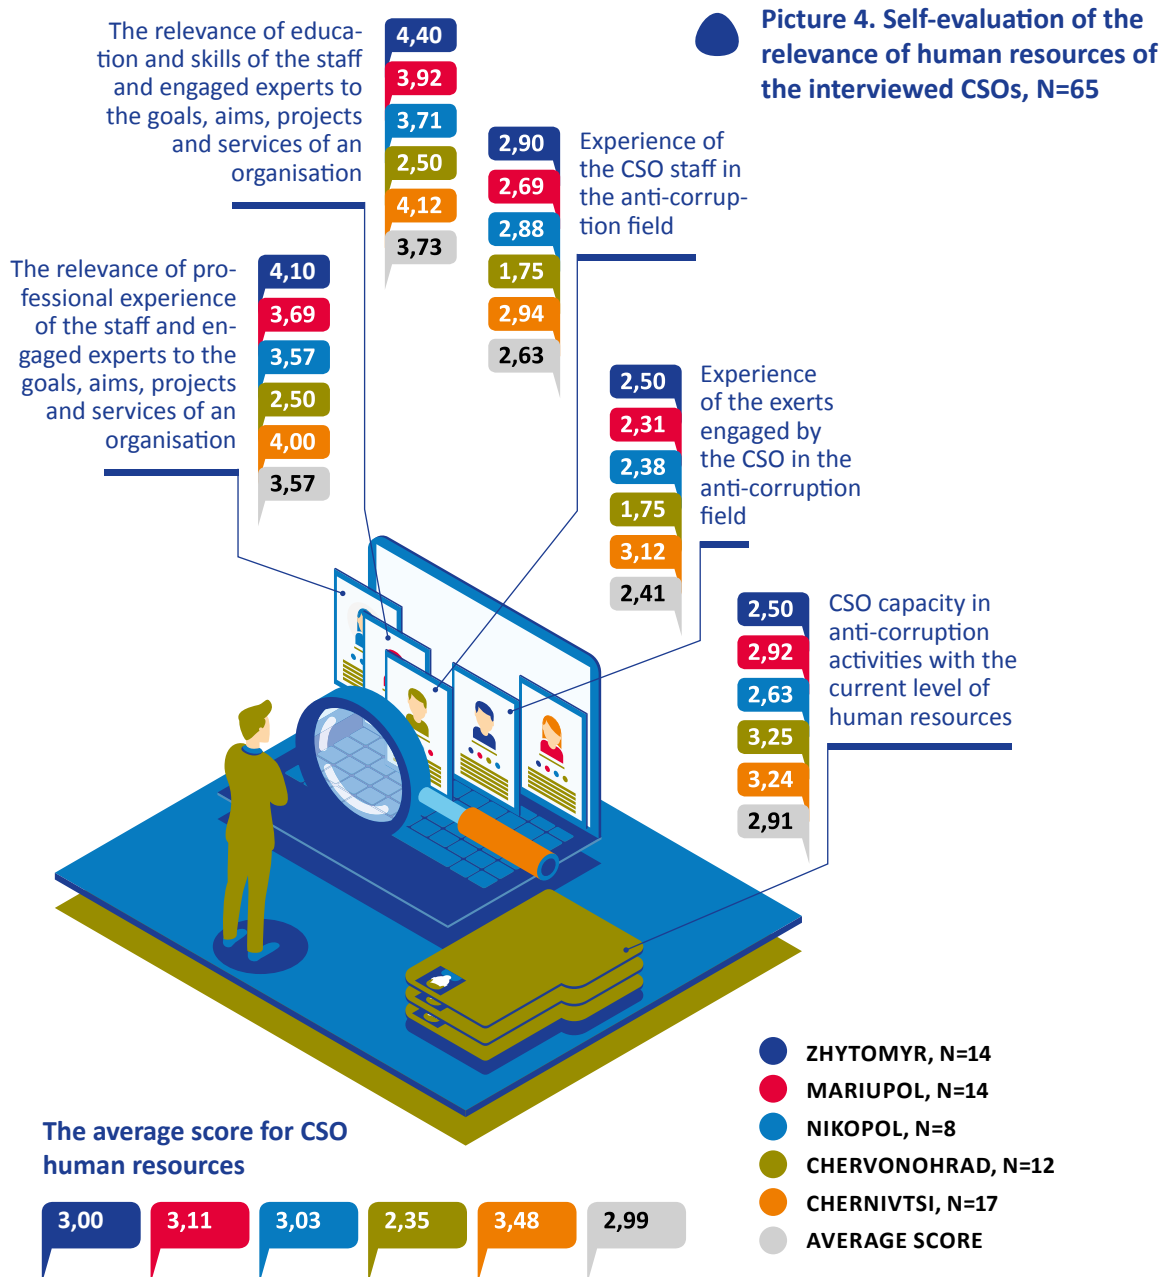 Picture 4. Self-evaluation of the
relevance of human resources of
the interviewed CSOs, N=65
The relevance of educa-
tion and skills of the staff
and engaged experts to
the goals, aims, projects
and services of an
organisation
4,40
3,92
3,71
2,50
4,12
3,73
2,90
2,69
2,88
1,75
2,94
2,63
Experience of
the CSO staff in
the anti-corrup-
tion field
The relevance of pro-
fessional experience
of the staff and en-
gaged experts to the
goals, aims, projects
and services of an
organisation
4,10
3,69
3,57
2,50
4,00
3,57
2,50
2,31
2,38
1,75
3,12
2,41
Experience
of the exerts
engaged by
the CSO in the
anti-corruption
field
2,50
2,92
2,63
3,25
3,24
2,91
CSO capacity in
anti-corruption
activities with the
current level of
human resources
ZHYTOMYR, N=14
MARIUPOL, N=14
NIKOPOL, N=8
CHERVONOHRAD, N=12
CHERNIVTSI, N=17
AVERAGE SCORE
The average score for CSO
human resources
3,00
3,11
3,03
2,35
3,48
2,99